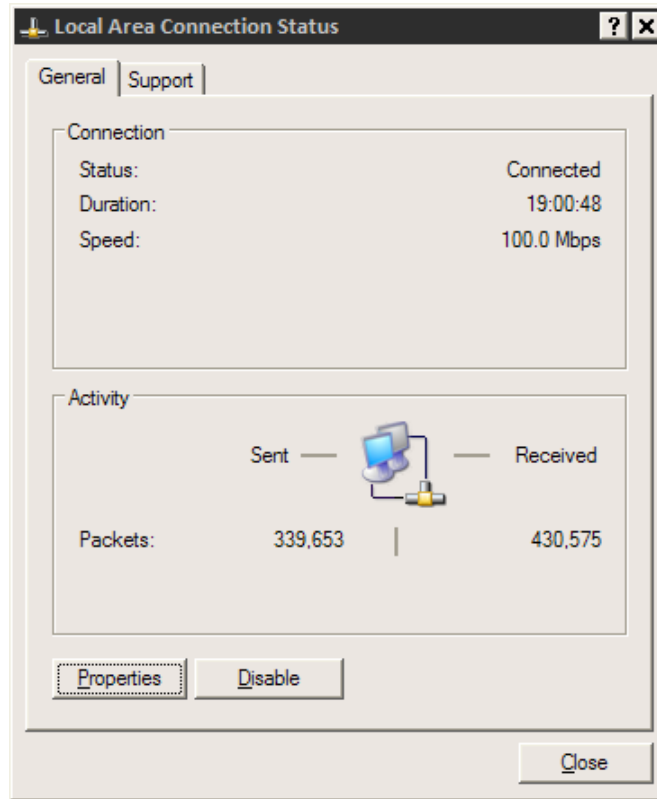 Local Area Connection Status
General Support
Connection
Status: Connected
Duration: 19:00:48
Speed: 100.0 Mbps
Activity
Sent Received
Packets: 339,653 430,575
Properties Disable
Close